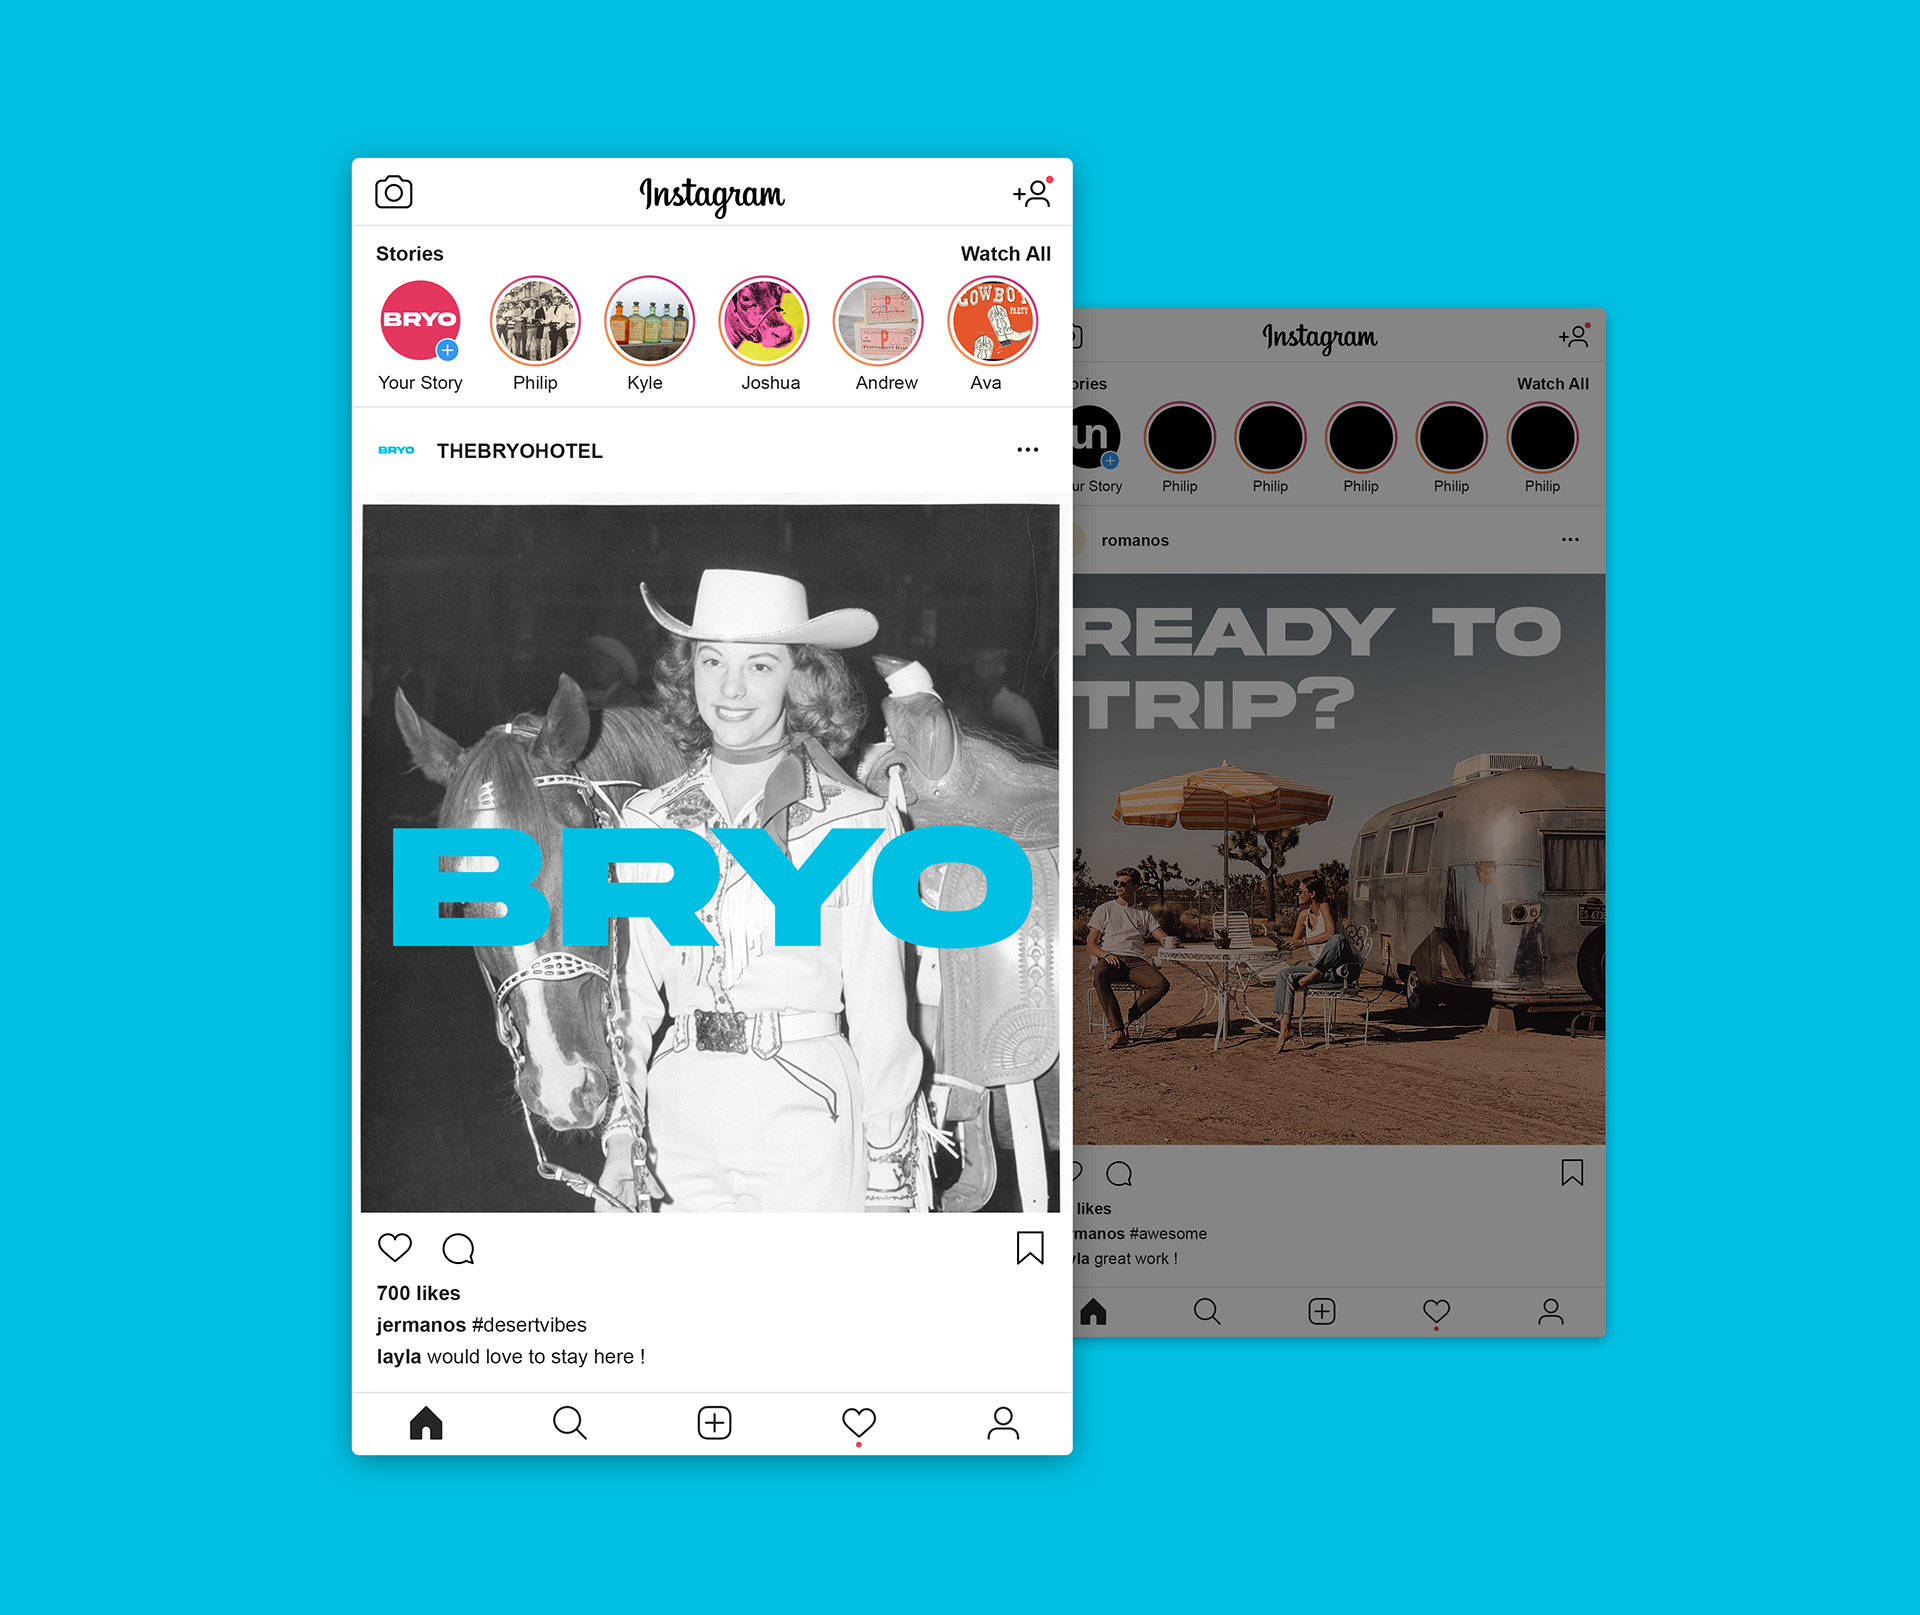 Instagram
Stories
Watch All
BRYO
COWBOY
PARTY
Your Story
Philip
Kyle
Joshua
Andrew
Ava
BRYO
THEBRYOHOTEL
BRYO
700 likes
jermanos #desertvibes
layla would love to stay here !
Instagram
ories
Watch All
un
ur Story
Philip
Philip
Philip
Philip
Philip
romanos
READY TO
TRIP?
likes
manos #awesome
la great work !